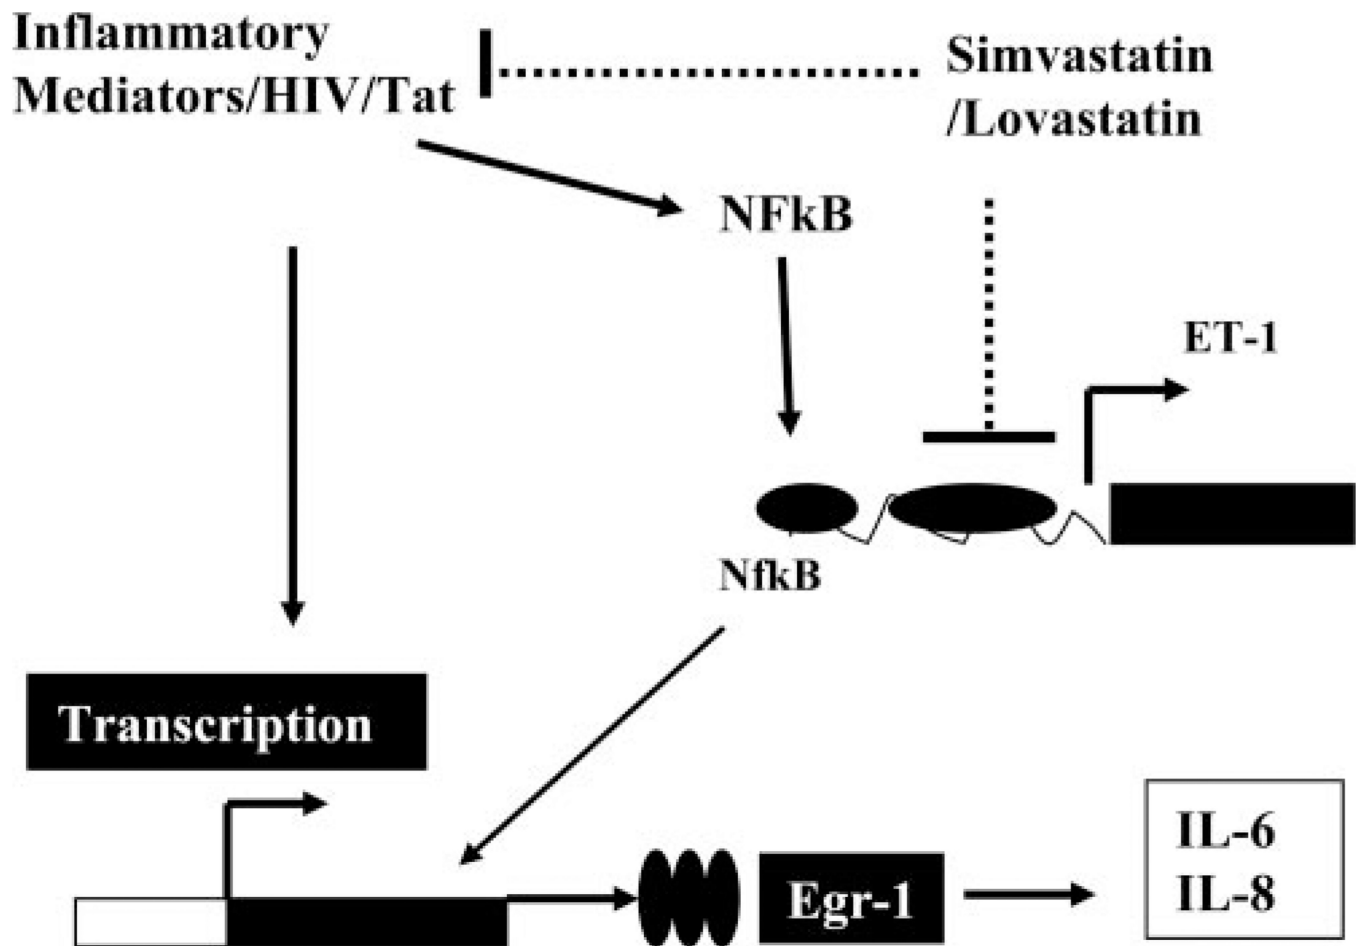 Inflammatory
Mediators/HIV/Tat
Simvastatin
/Lovastatin
NFkB
ET-1
NfkB
Transcription
Egr-1
IL-6
IL-8